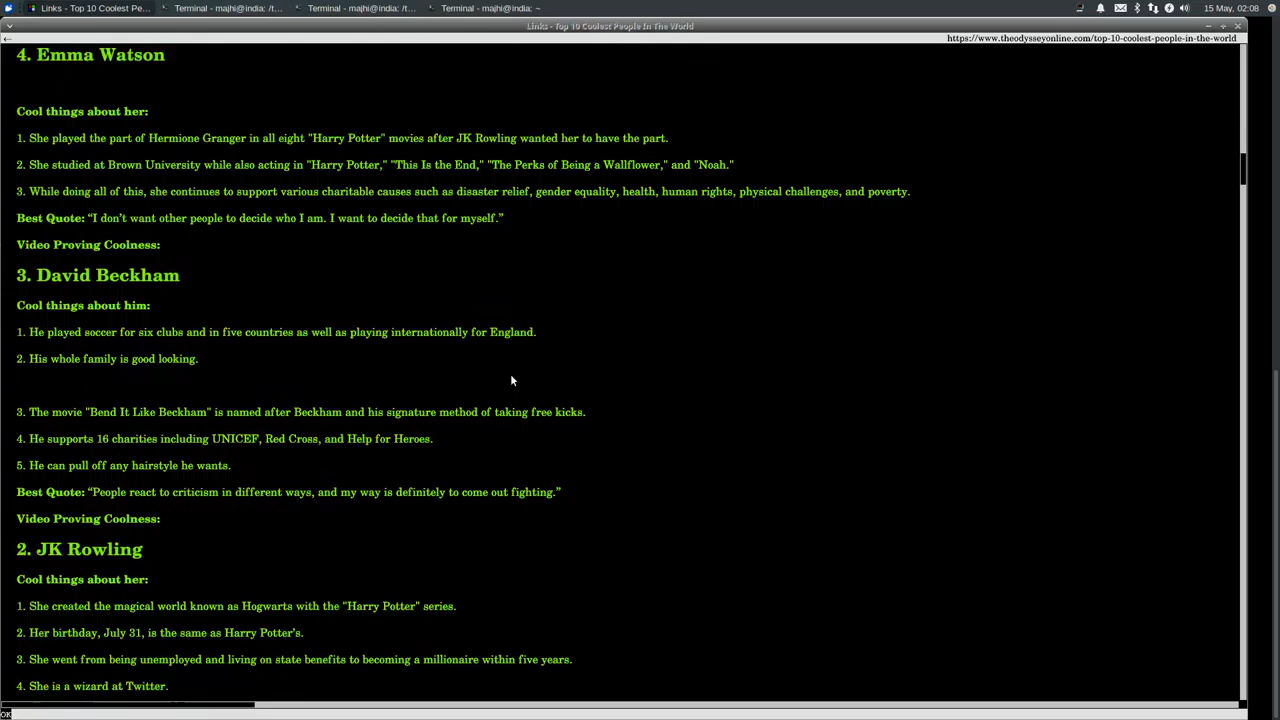 Links - Top 10 Coolest Pe...
Terminal - majhi@india: /t...
Terminal - majhi@india: /t...
Terminal - majhi@india: ~
15 May, 02:08
Links - Top 10 Coolest People In The World
https://www.theodysseyonline.com/top-10-coolest-people-in-the-world
4. Emma Watson
Cool things about her:
1. She played the part of Hermione Granger in all eight "Harry Potter" movies after JK Rowling wanted her to have the part.
2. She studied at Brown University while also acting in "Harry Potter," "This Is the End," "The Perks of Being a Wallflower," and "Noah."
3. While doing all of this, she continues to support various charitable causes such as disaster relief, gender equality, health, human rights, physical challenges, and poverty.
Best Quote: “I don’t want other people to decide who I am. I want to decide that for myself.”
Video Proving Coolness:
3. David Beckham
Cool things about him:
1. He played soccer for six clubs and in five countries as well as playing internationally for England.
2. His whole family is good looking.
3. The movie "Bend It Like Beckham" is named after Beckham and his signature method of taking free kicks.
4. He supports 16 charities including UNICEF, Red Cross, and Help for Heroes.
5. He can pull off any hairstyle he wants.
Best Quote: “People react to criticism in different ways, and my way is definitely to come out fighting.”
Video Proving Coolness:
2. JK Rowling
Cool things about her:
1. She created the magical world known as Hogwarts with the "Harry Potter" series.
2. Her birthday, July 31, is the same as Harry Potter’s.
3. She went from being unemployed and living on state benefits to becoming a millionaire within five years.
4. She is a wizard at Twitter.
OK